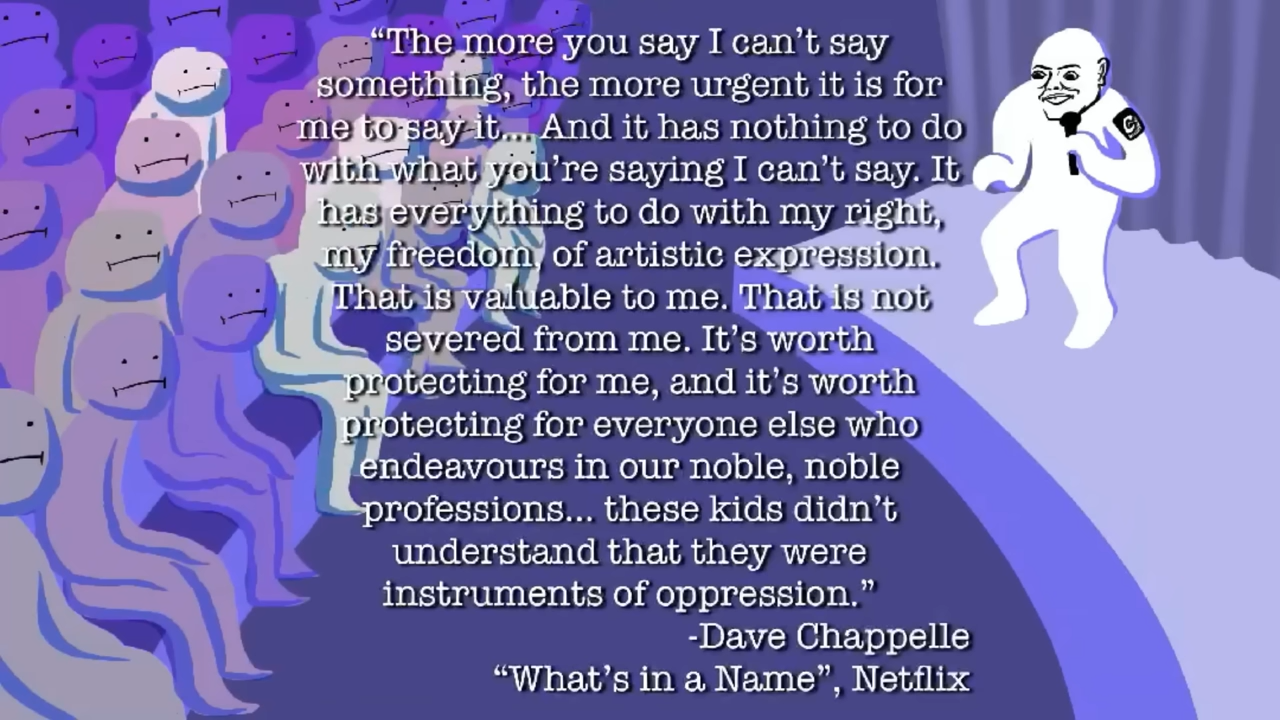 “The more you say I can’t say
something, the more urgent it is for
me to say it.... And it has nothing to do
with what you’re saying I can’t say. It
has everything to do with my right,
my freedom, of artistic expression.
That is valuable to me. That is not
severed from me. It’s worth
protecting for me, and it’s worth
protecting for everyone else who
endeavours in our noble, noble
professions... these kids didn’t
understand that they were
instruments of oppression.”
-Dave Chappelle
“What’s in a Name”, Netflix